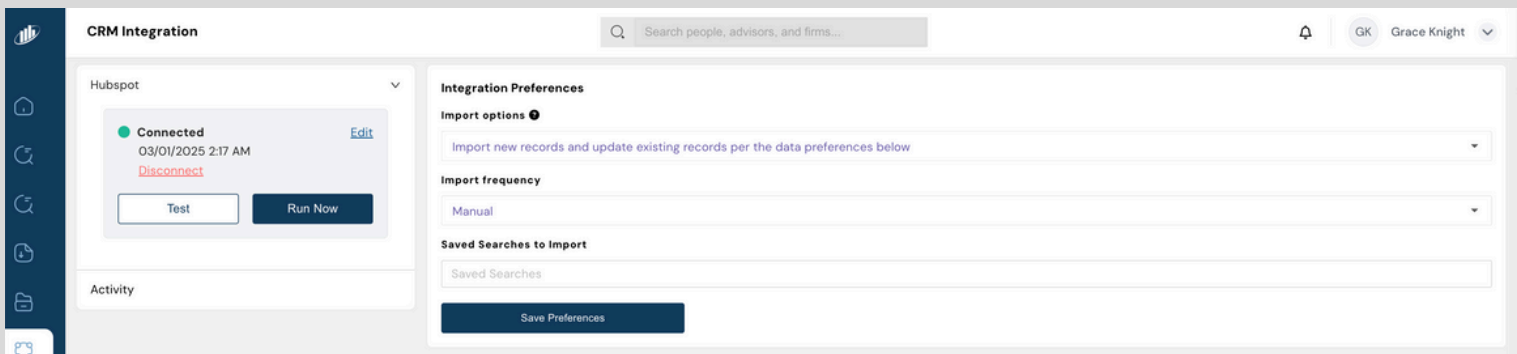 CRM Integration
Search people, advisors, and firms...
GK Grace Knight
Hubspot
Connected Edit
03/01/2025 2:17 AM
Disconnect
Test Run Now
Activity
Integration Preferences
Import options ?
Import new records and update existing records per the data preferences below
Import frequency
Manual
Saved Searches to Import
Saved Searches
Save Preferences